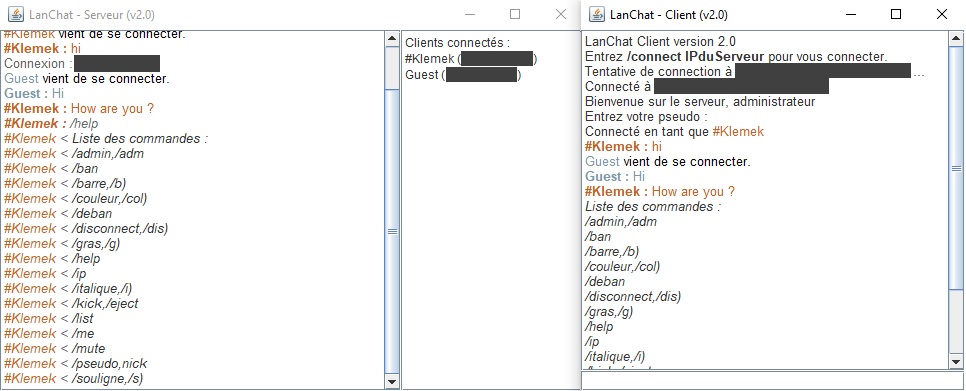 LanChat - Serveur (v2.0)
#Klemek vient de se connecter.
#Klemek : hi
Connexion :
Guest vient de se connecter.
Guest : Hi
#Klemek : How are you ?
#Klemek : /help
#Klemek < Liste des commandes :
#Klemek < /admin,/adm
#Klemek < /ban
#Klemek < /barre,/b)
#Klemek < /couleur,/col)
#Klemek < /deban
#Klemek < /disconnect,/dis)
#Klemek < /gras,/g)
#Klemek < /help
#Klemek < /ip
#Klemek < /italique,/i)
#Klemek < /kick,/eject
#Klemek < /list
#Klemek < /me
#Klemek < /mute
#Klemek < /pseudo,nick
#Klemek < /souligne,/s)
Clients connectés :
#Klemek ( )
Guest ( )
LanChat - Client (v2.0)
LanChat Client version 2.0
Entrez /connect IPduServeur pour vous connecter.
Tentative de connection à ...
Connecté à
Bienvenue sur le serveur, administrateur
Entrez votre pseudo :
Connecté en tant que #Klemek
#Klemek : hi
Guest vient de se connecter.
Guest : Hi
#Klemek : How are you ?
Liste des commandes :
/admin,/adm
/ban
/barre,/b)
/couleur,/col)
/deban
/disconnect,/dis)
/gras,/g)
/help
/ip
/italique,/i)